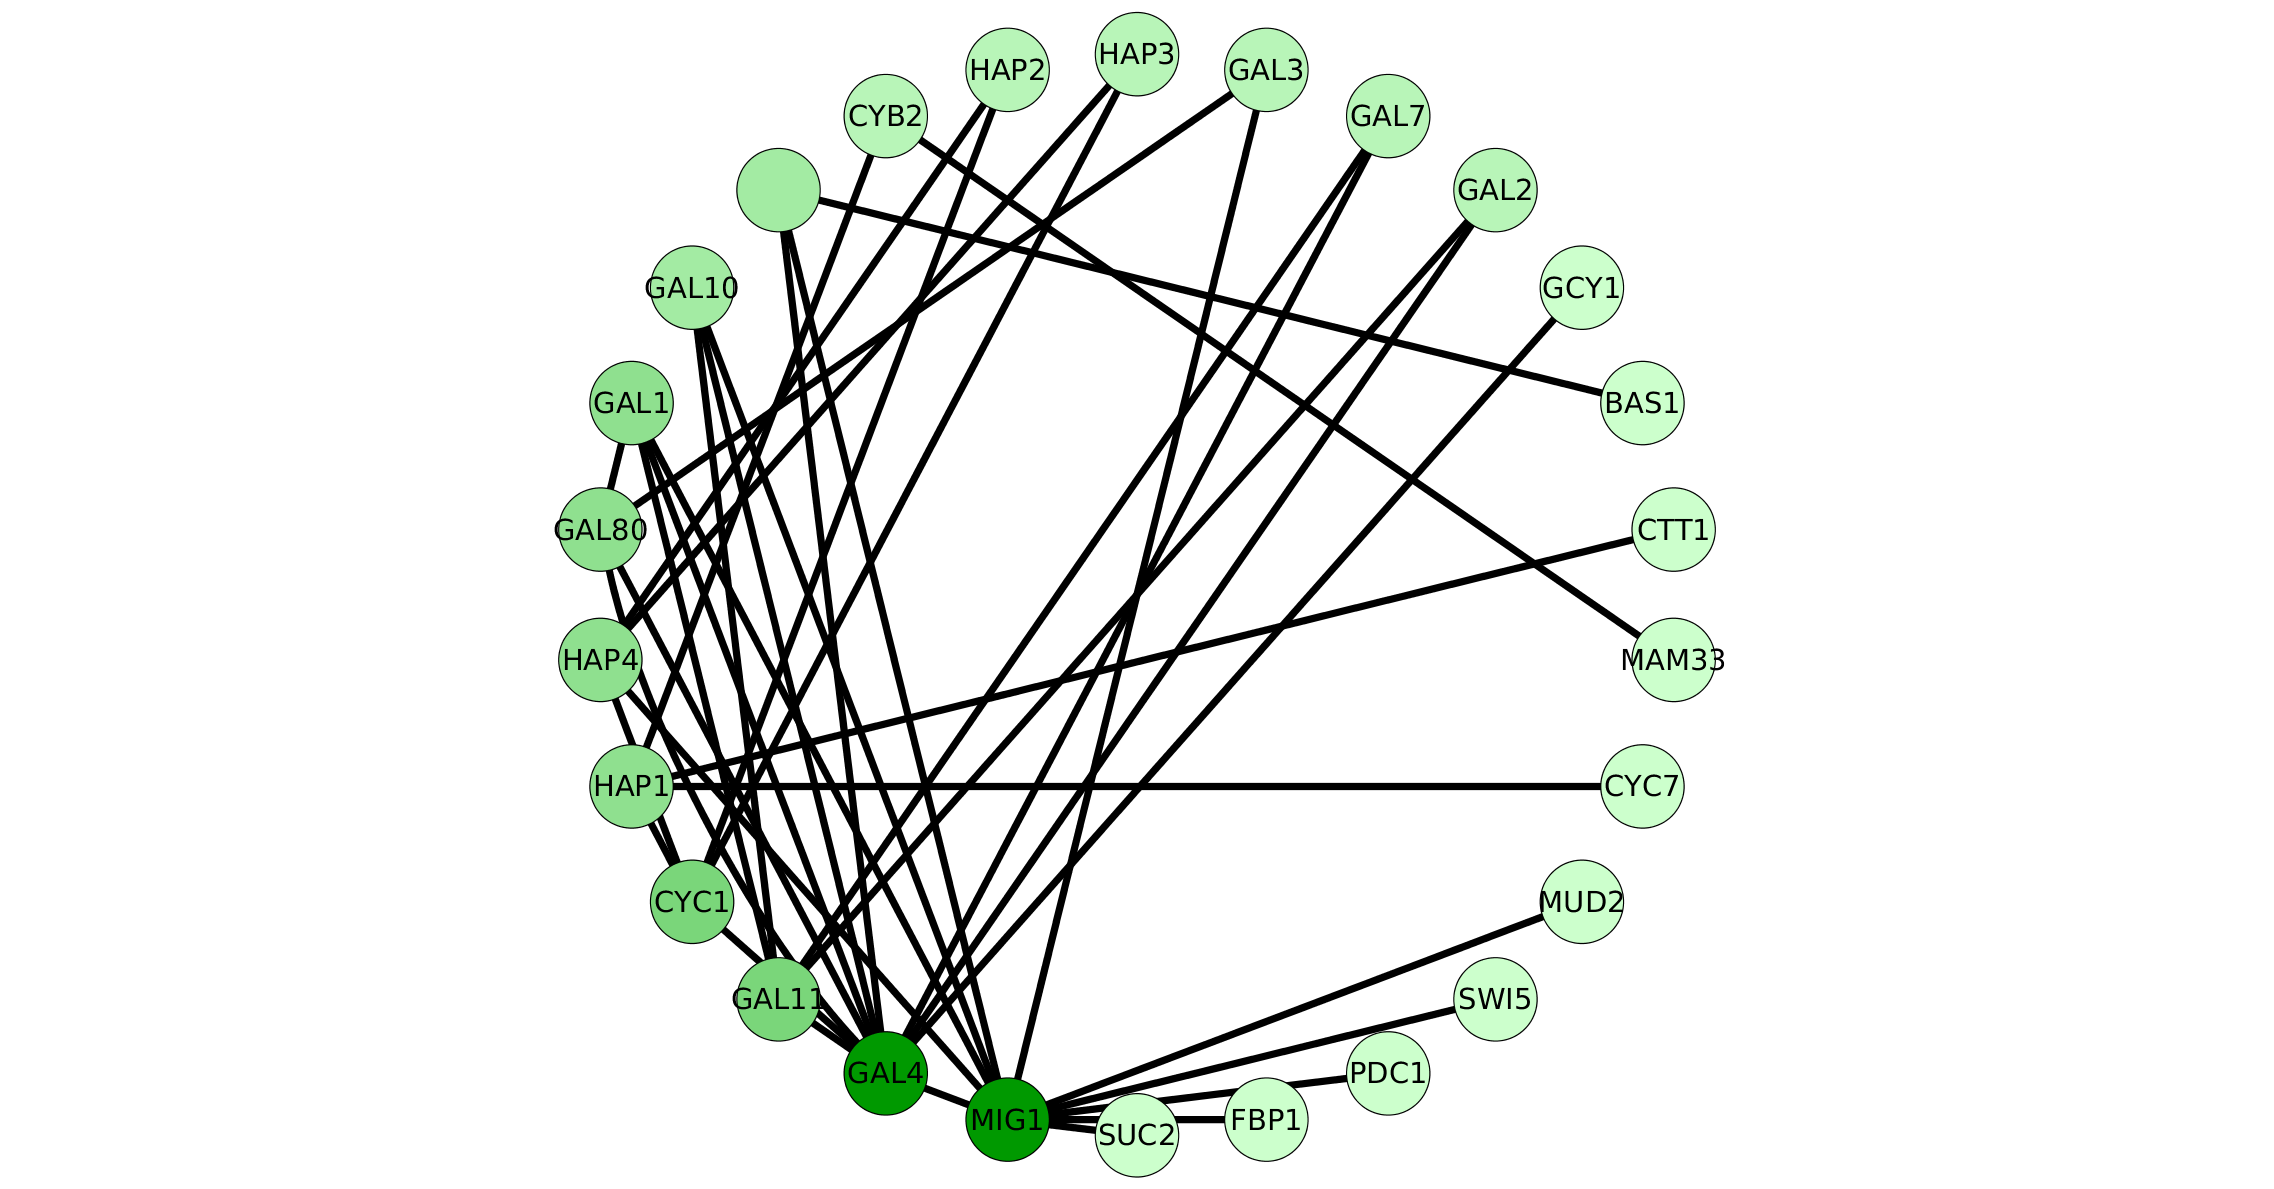 HAP3
HAP2
GAL3
CYB2
GAL7
GAL2
GAL10
GCY1
GAL1
BAS1
GAL80
CTT1
HAP4
MAM33
HAP1
CYC7
CYC1
MUD2
GAL11
SWI5
GAL4
PDC1
MIG1
FBP1
SUC2